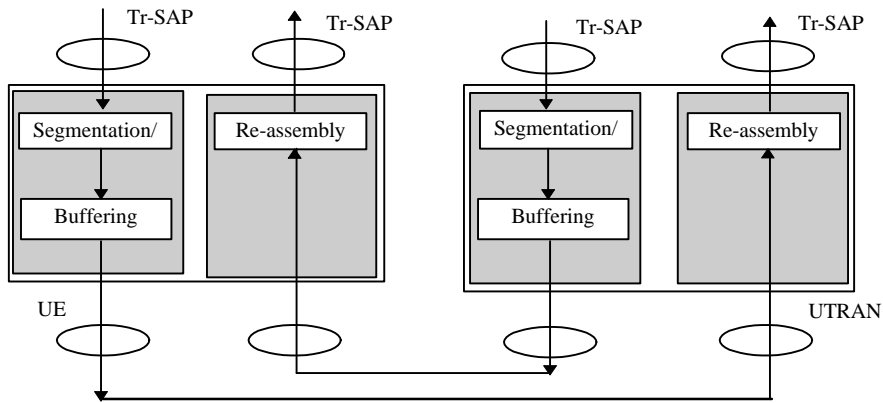 Tr-SAP
Tr-SAP
Tr-SAP
Tr-SAP
Segmentation/
Re-assembly
Segmentation/
Re-assembly
Buffering
Buffering
UE
UTRAN